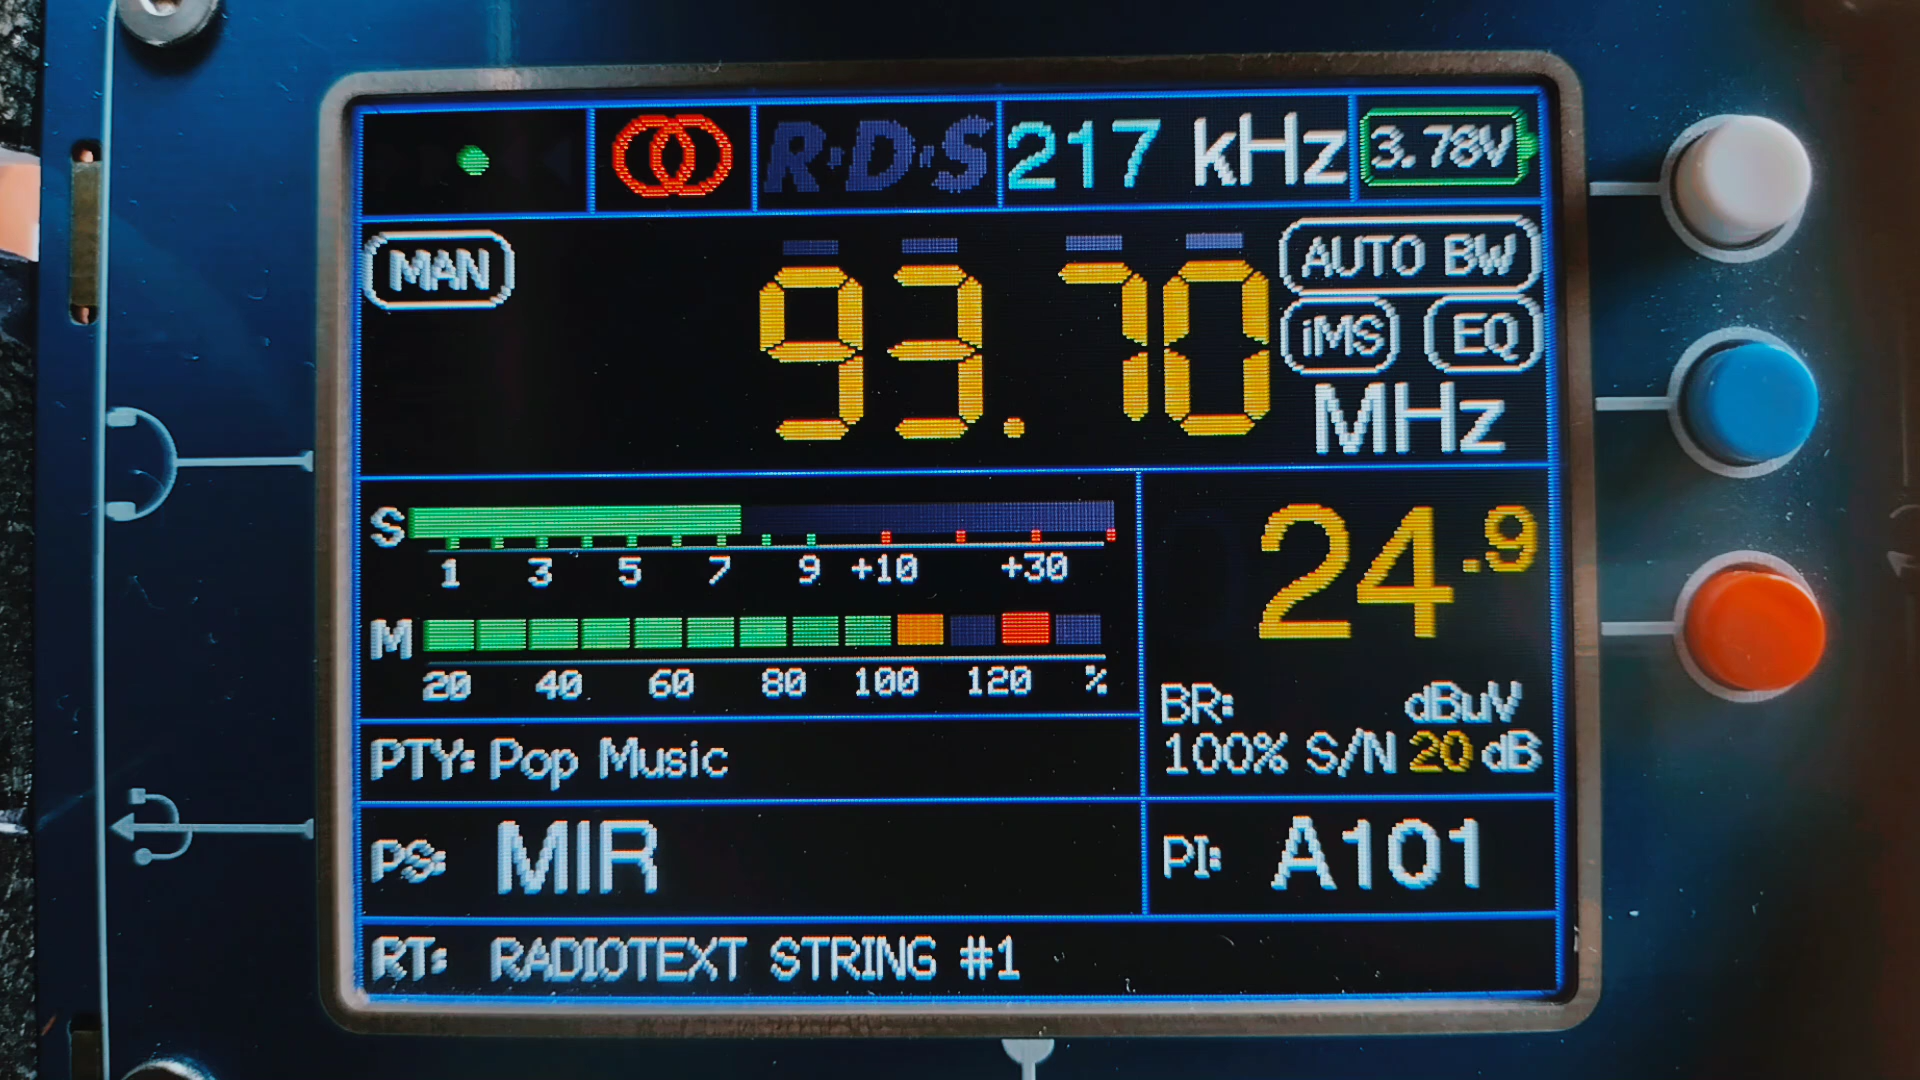 R·D·S 217 kHz 3.78V
MAN 93.70 AUTO BW
iMS EQ
MHz
S
1 3 5 7 9 +10 +30
M
20 40 60 80 100 120 %
24.9
BR: dBuV
100% S/N 20 dB
PTY: Pop Music
PS: MIR
PI: A101
RT: RADIOTEXT STRING #1